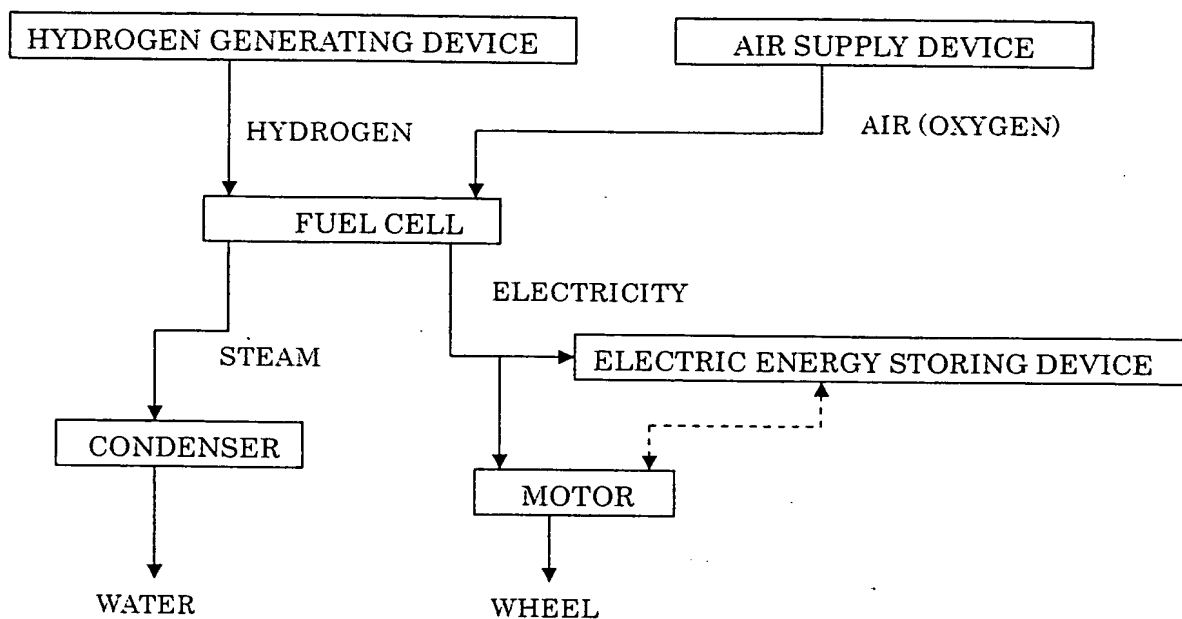 HYDROGEN GENERATING DEVICE
AIR SUPPLY DEVICE
HYDROGEN
AIR (OXYGEN)
FUEL CELL
ELECTRICITY
STEAM
ELECTRIC ENERGY STORING DEVICE
CONDENSER
MOTOR
WATER
WHEEL